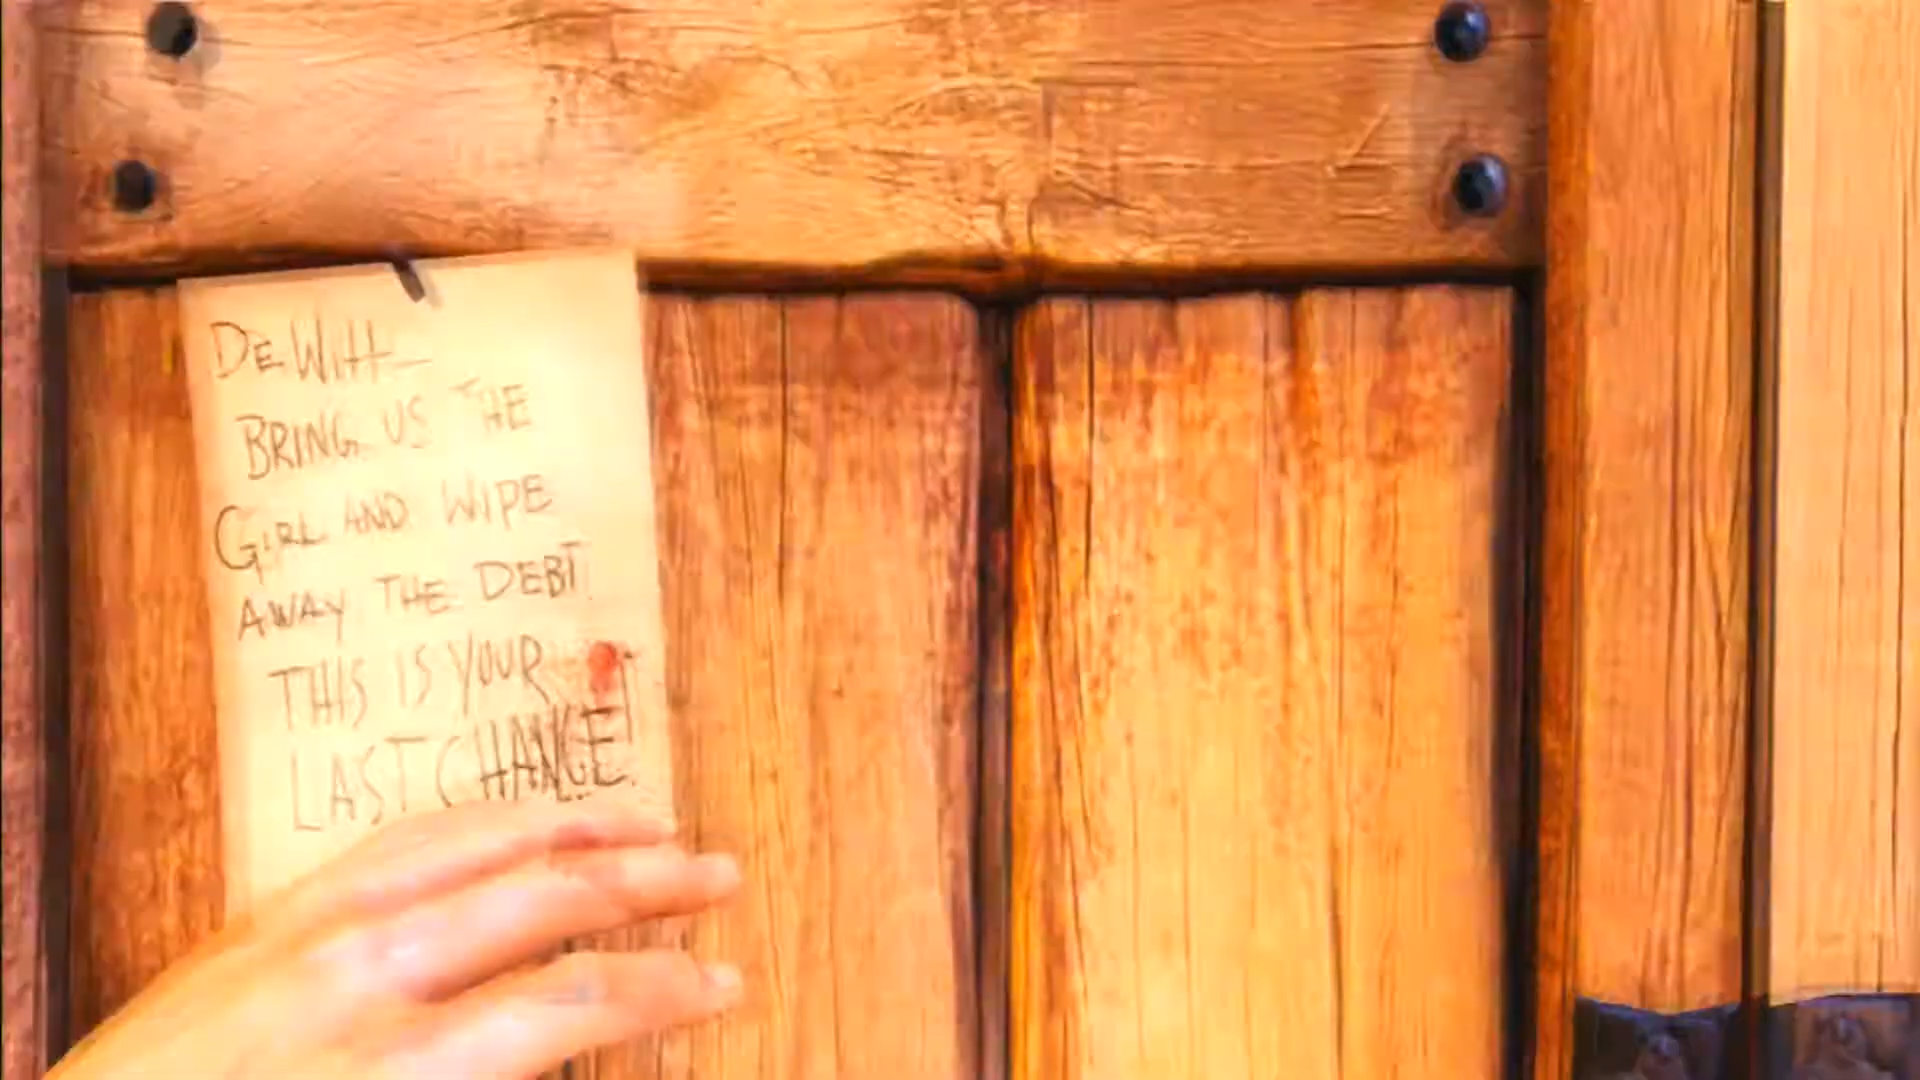 DeWitt—
BRING US THE
GIRL AND WIPE
AWAY THE DEBT.
THIS IS YOUR
LAST CHANCE!